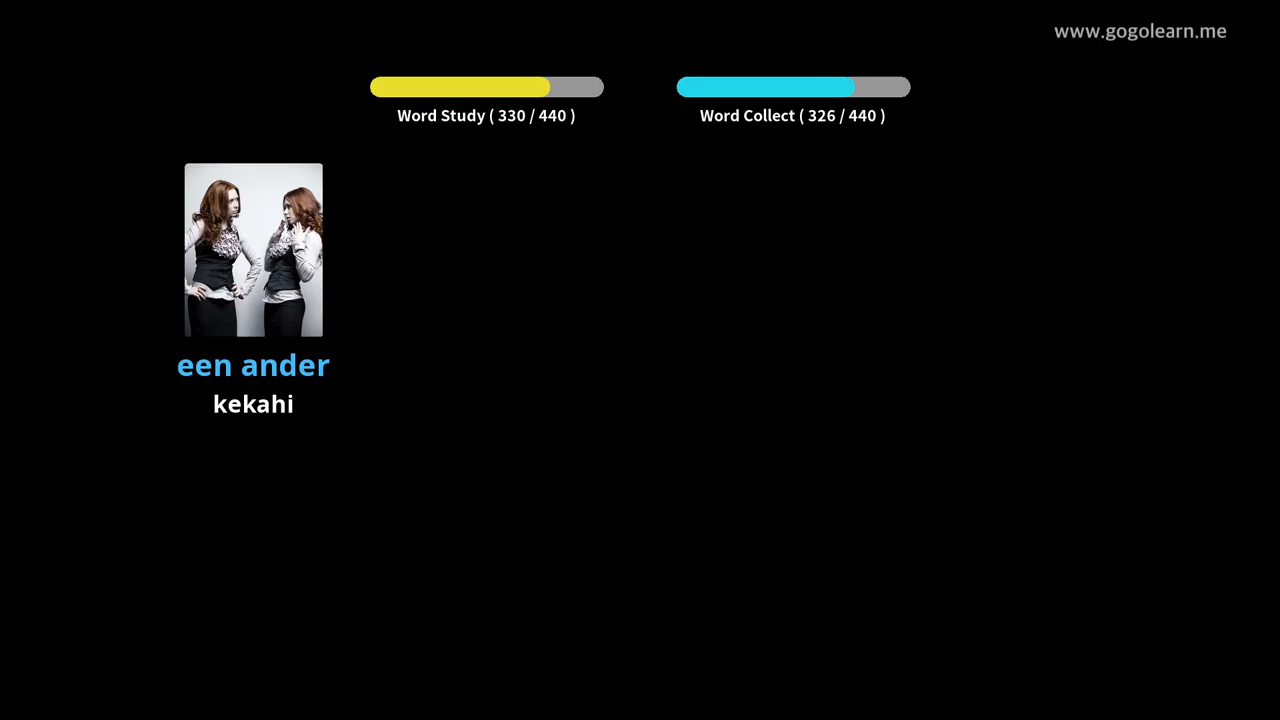 www.gogolearn.me
Word Study ( 330 / 440 )
Word Collect ( 326 / 440 )
een ander
kekahi